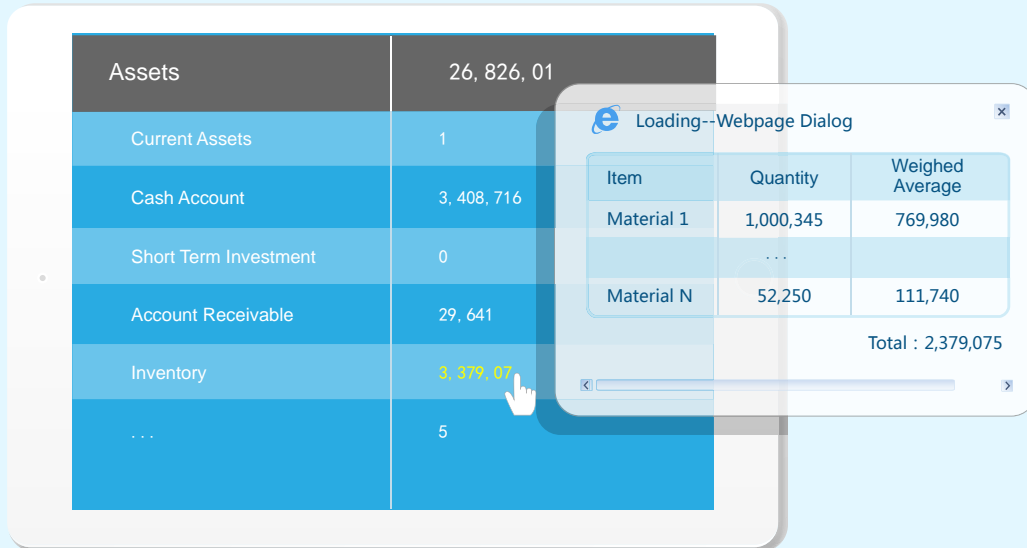 Assets 26, 826, 01
Current Assets 1
Cash Account 3, 408, 716
Short Term Investment 0
Account Receivable 29, 641
Inventory 3, 379, 07
. . . 5
Loading--Webpage Dialog
Item Quantity Weighed Average
Material 1 1,000,345 769,980
. . .
Material N 52,250 111,740
Total : 2,379,075